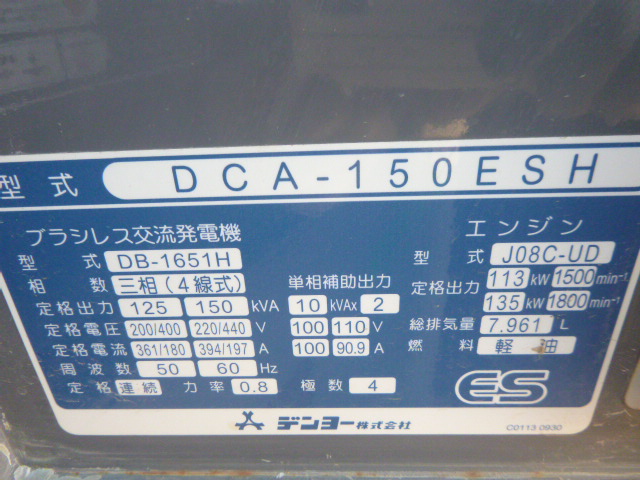 型式 DCA-150ESH
ブラシレス交流発電機
型式 DB-1651H
相数 三相(4線式)
定格出力 125 150 kVA
定格電圧 200/400 220/440 V
定格電流 361/180 394/197 A
周波数 50 60 Hz
定格 連続 力率 0.8 極数 4
単相補助出力
10 kVAx 2
100 110 V
100 90.9 A
エンジン
型式 J08C-UD
定格出力 113 kW 1500 min⁻¹
135 kW 1800 min⁻¹
総排気量 7.961 L
燃料 軽油
ES
デンヨー株式会社
C0113 0930